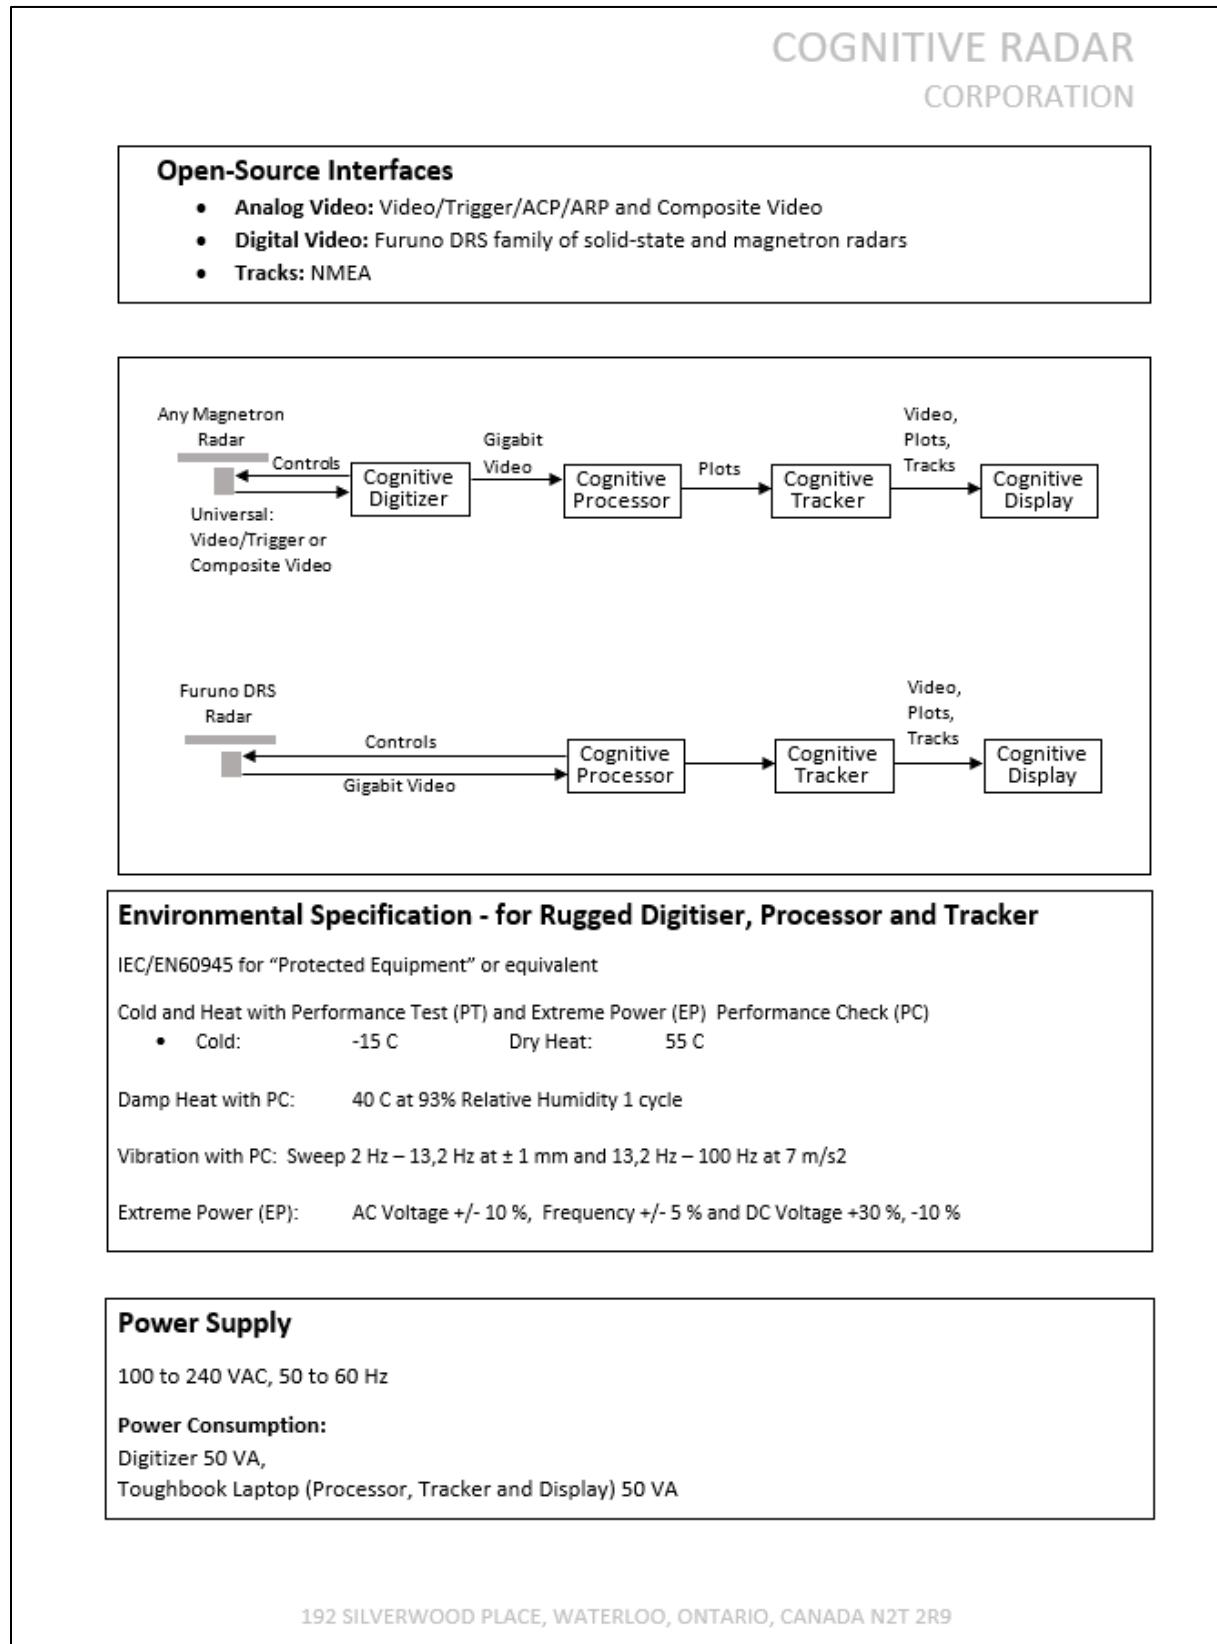 COGNITIVE RADAR
CORPORATION
Open-Source Interfaces
• Analog Video: Video/Trigger/ACP/ARP and Composite Video
• Digital Video: Furuno DRS family of solid-state and magnetron radars
• Tracks: NMEA
Any Magnetron
Radar
Controls
Universal:
Video/Trigger or
Composite Video
Cognitive
Digitizer
Gigabit
Video
Cognitive
Processor
Plots
Cognitive
Tracker
Video,
Plots,
Tracks
Cognitive
Display
Furuno DRS
Radar
Controls
Gigabit Video
Cognitive
Processor
Cognitive
Tracker
Video,
Plots,
Tracks
Cognitive
Display
Environmental Specification - for Rugged Digitiser, Processor and Tracker
IEC/EN60945 for “Protected Equipment” or equivalent
Cold and Heat with Performance Test (PT) and Extreme Power (EP) Performance Check (PC)
• Cold: -15 C Dry Heat: 55 C
Damp Heat with PC: 40 C at 93% Relative Humidity 1 cycle
Vibration with PC: Sweep 2 Hz – 13,2 Hz at ± 1 mm and 13,2 Hz – 100 Hz at 7 m/s2
Extreme Power (EP): AC Voltage +/- 10 %, Frequency +/- 5 % and DC Voltage +30 %, -10 %
Power Supply
100 to 240 VAC, 50 to 60 Hz
Power Consumption:
Digitizer 50 VA,
Toughbook Laptop (Processor, Tracker and Display) 50 VA
192 SILVERWOOD PLACE, WATERLOO, ONTARIO, CANADA N2T 2R9